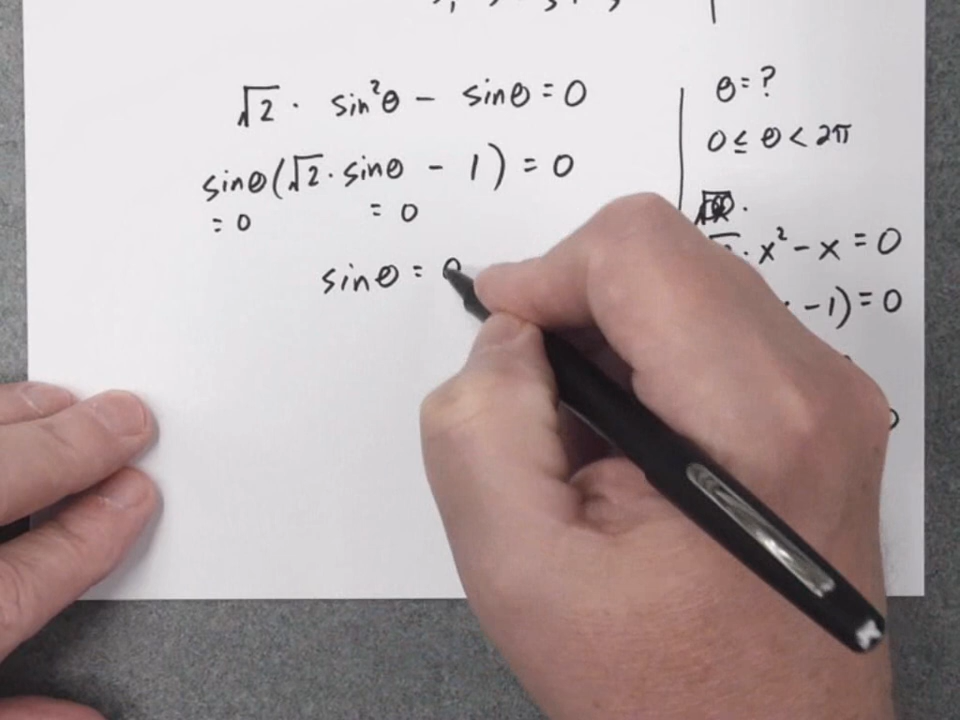 √2 · sin²θ − sinθ = 0
sinθ(√2 · sinθ − 1) = 0
= 0 = 0
sinθ = 0
θ = ?
0 ≤ θ < 2π
· x² − x = 0
− 1) = 0